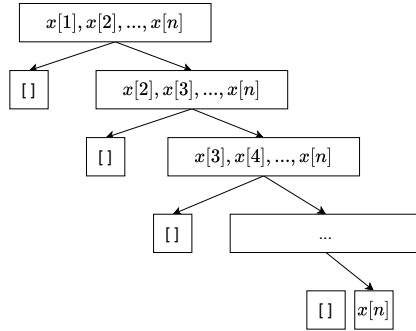 x[1], x[2], ..., x[n]
[ ]
x[2], x[3], ..., x[n]
[ ]
x[3], x[4], ..., x[n]
[ ]
...
[ ]
x[n]